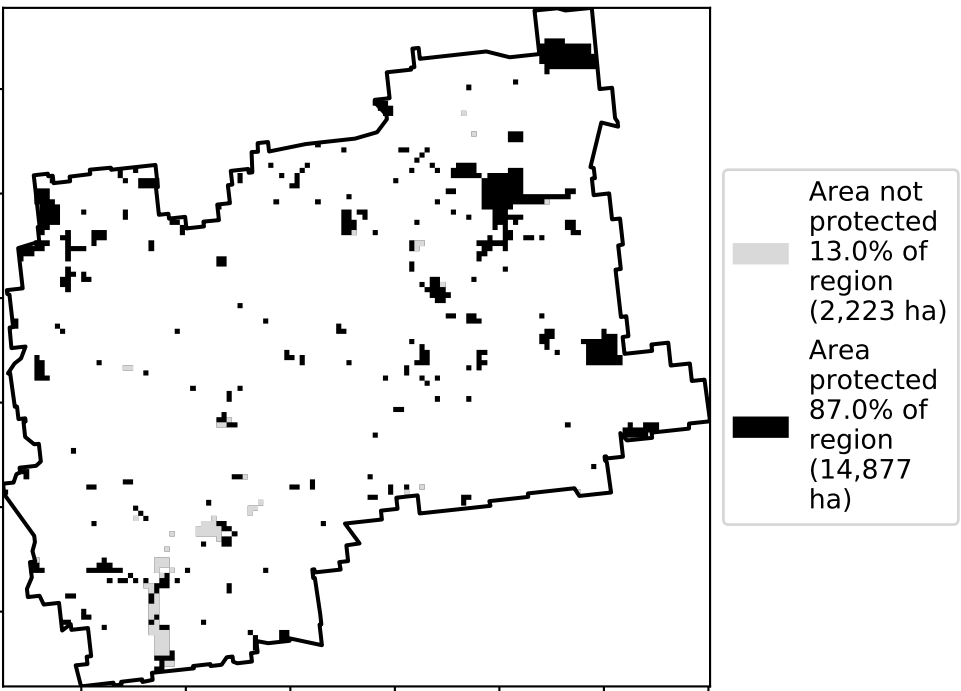 Area not
protected
13.0% of
region
(2,223 ha)
Area
protected
87.0% of
region
(14,877
ha)